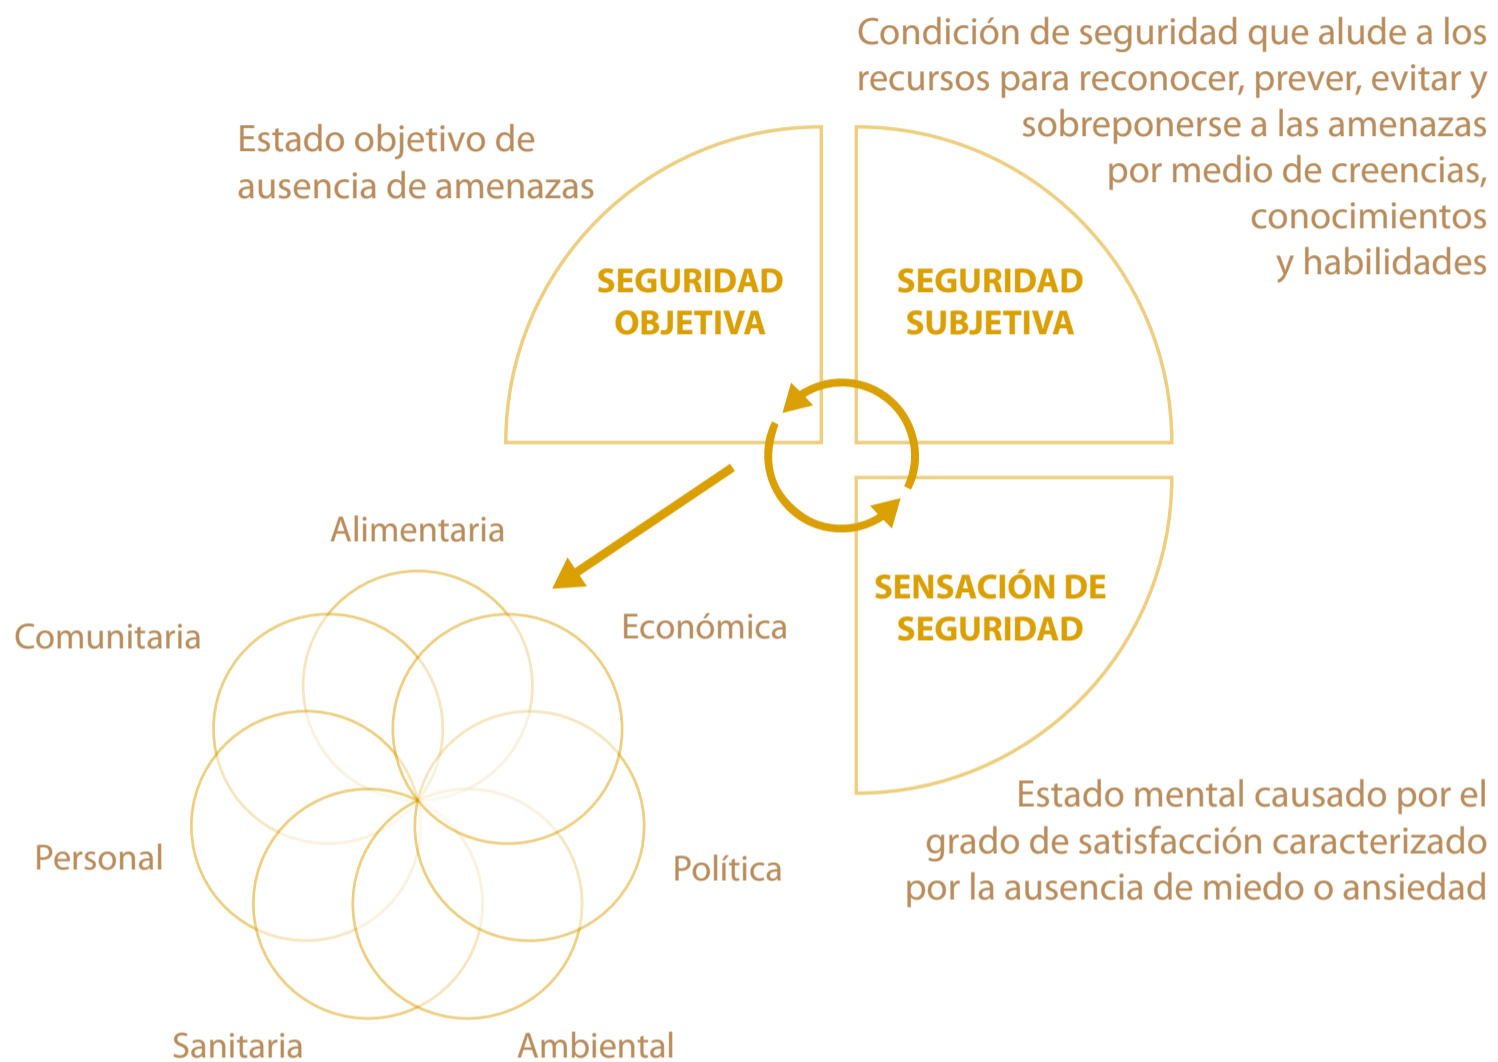 Estado objetivo de
ausencia de amenazas
Condición de seguridad que alude a los
recursos para reconocer, prever, evitar y
sobreponerse a las amenazas
por medio de creencias,
conocimientos
y habilidades
SEGURIDAD
OBJETIVA
SEGURIDAD
SUBJETIVA
SENSACIÓN DE
SEGURIDAD
Estado mental causado por el
grado de satisfacción caracterizado
por la ausencia de miedo o ansiedad
Alimentaria
Económica
Comunitaria
Personal
Política
Sanitaria
Ambiental